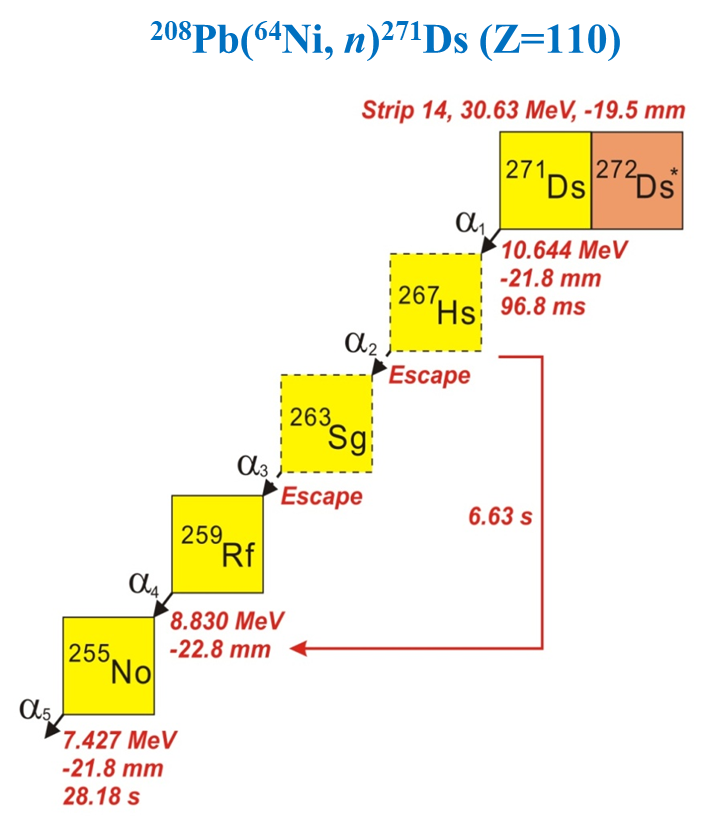 ²⁰⁸Pb(⁶⁴Ni, n)²⁷¹Ds (Z=110)
Strip 14, 30.63 MeV, -19.5 mm
²⁷¹Ds ²⁷²Ds*
α₁
10.644 MeV
-21.8 mm
96.8 ms
²⁶⁷Hs
α₂
Escape
²⁶³Sg
α₃
Escape
6.63 s
²⁵⁹Rf
α₄
8.830 MeV
-22.8 mm
²⁵⁵No
α₅
7.427 MeV
-21.8 mm
28.18 s